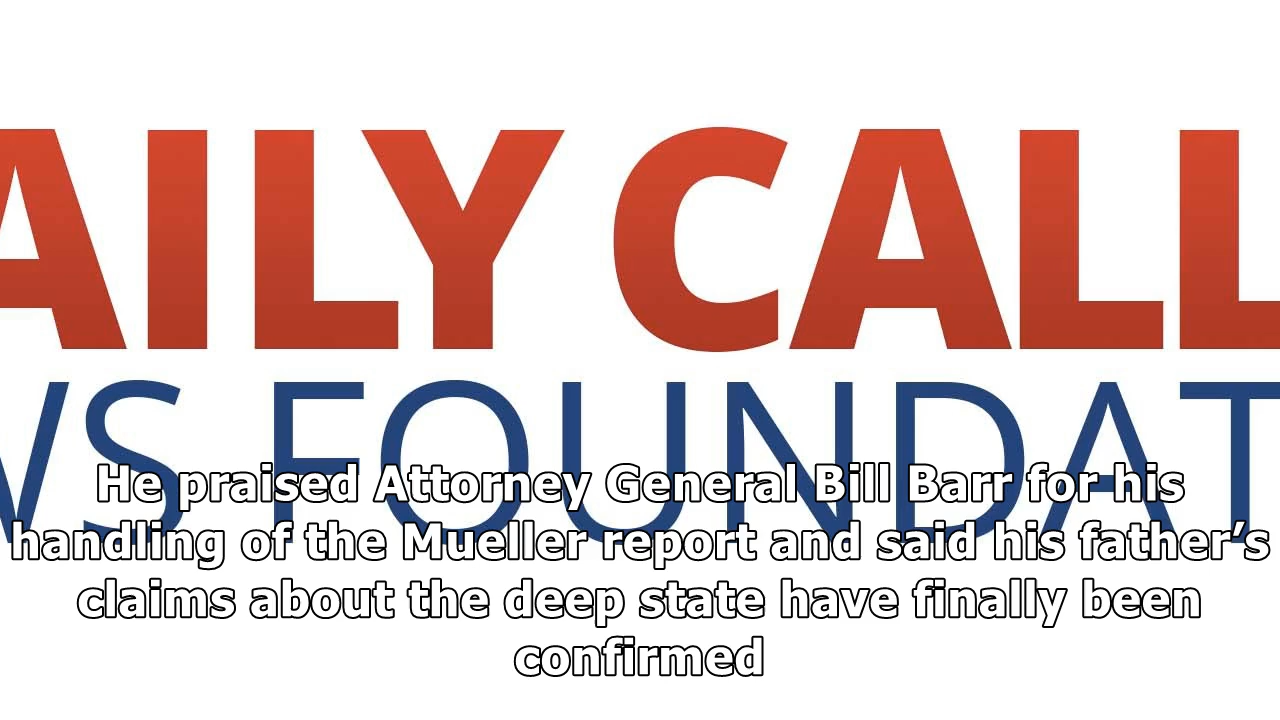 AILY CALL
WS FOUNDAT
He praised Attorney General Bill Barr for his
handling of the Mueller report and said his father’s
claims about the deep state have finally been
confirmed